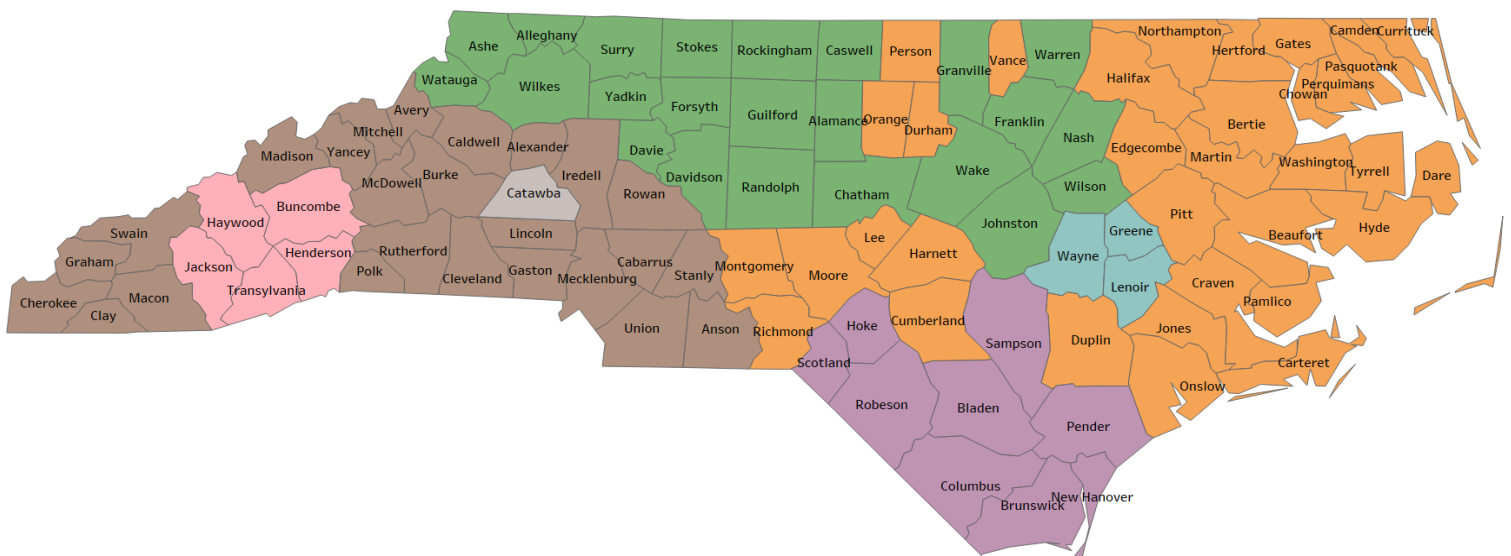 Ashe
Alleghany
Surry
Stokes
Rockingham
Caswell
Person
Granville
Vance
Warren
Northampton
Hertford
Gates
Camden
Currituck
Pasquotank
Perquimans
Chowan
Halifax
Watauga
Wilkes
Yadkin
Forsyth
Guilford
Alamance
Orange
Durham
Franklin
Nash
Bertie
Avery
Mitchell
Yancey
Madison
Caldwell
Alexander
Iredell
Davie
Davidson
Randolph
Chatham
Wake
Edgecombe
Martin
Washington
Tyrrell
Dare
McDowell
Burke
Catawba
Rowan
Wilson
Johnston
Pitt
Beaufort
Hyde
Buncombe
Haywood
Swain
Graham
Jackson
Henderson
Transylvania
Rutherford
Polk
Cleveland
Lincoln
Gaston
Mecklenburg
Cabarrus
Stanly
Montgomery
Moore
Lee
Harnett
Wayne
Greene
Lenoir
Craven
Pamlico
Cherokee
Clay
Macon
Union
Anson
Richmond
Scotland
Hoke
Cumberland
Sampson
Duplin
Jones
Carteret
Onslow
Robeson
Bladen
Pender
Columbus
Brunswick
New Hanover